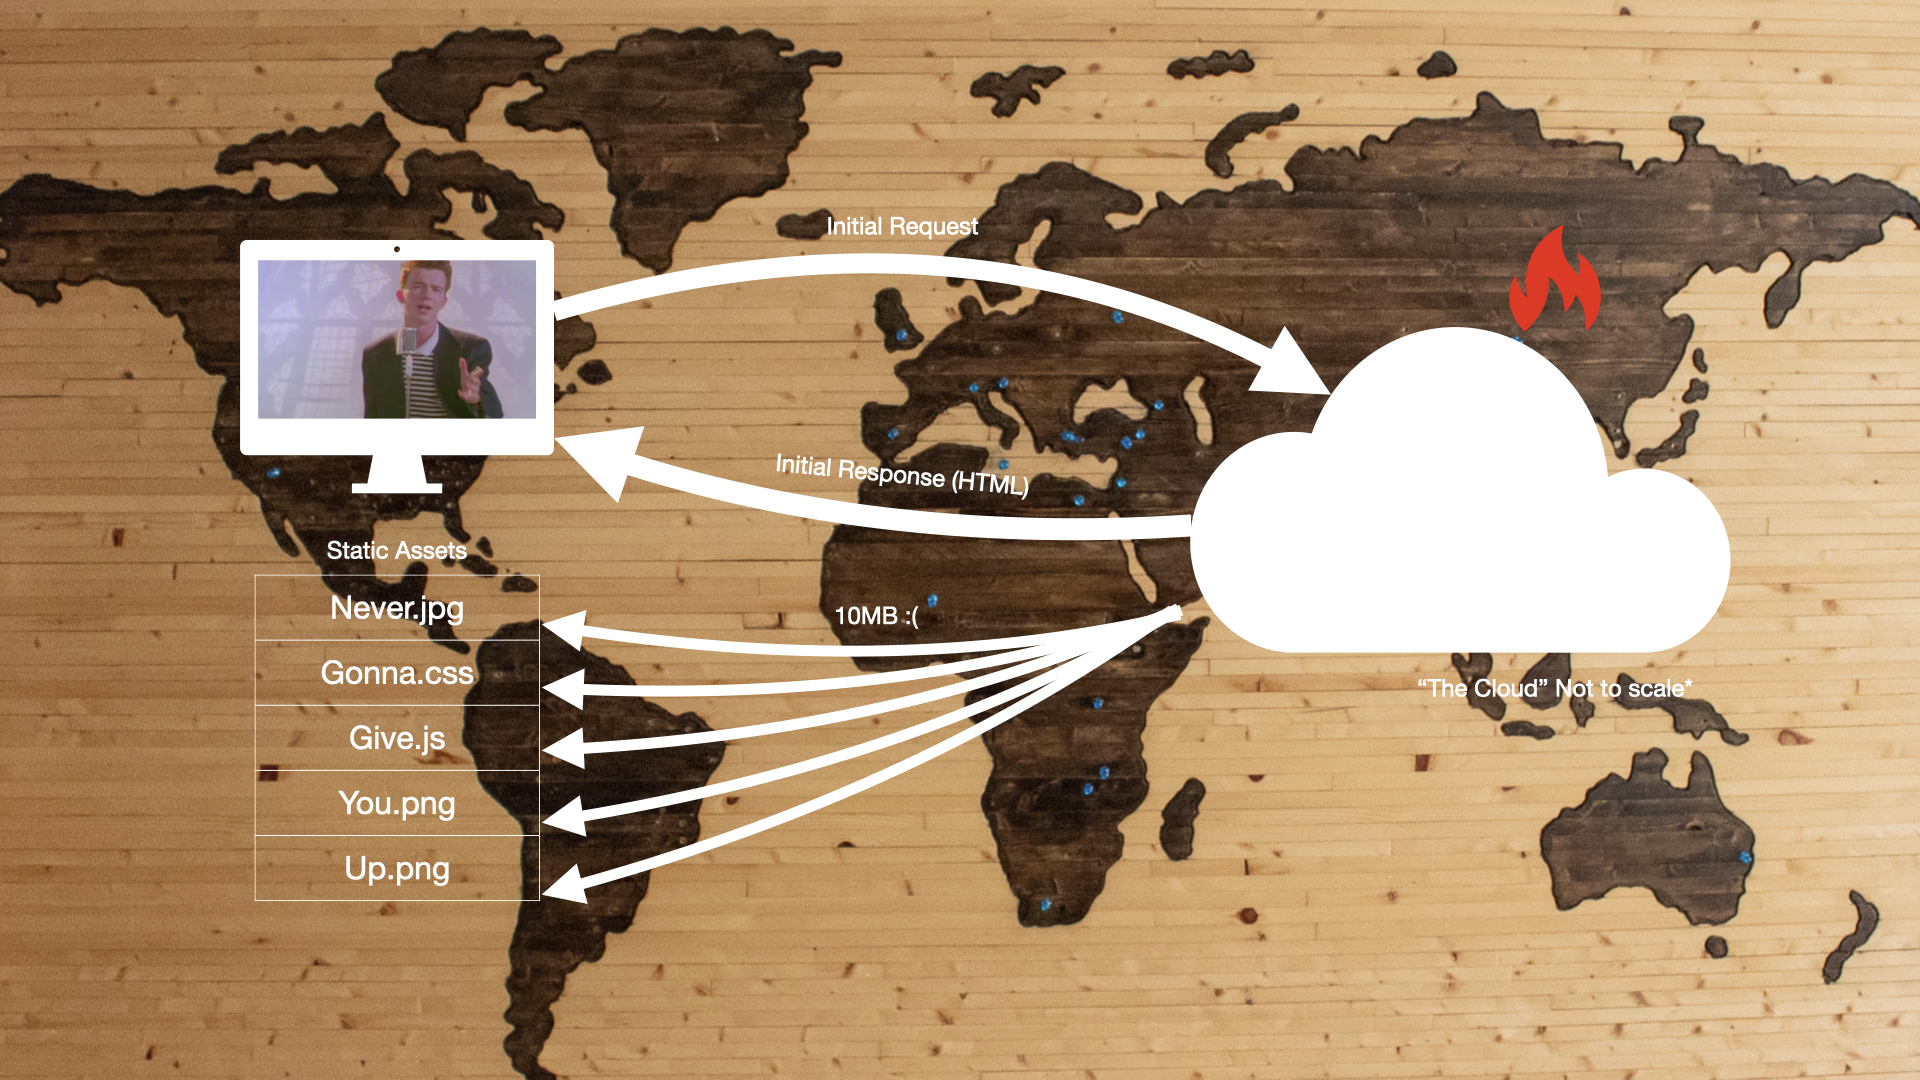 Initial Request
Initial Response (HTML)
Static Assets
Never.jpg
Gonna.css
Give.js
You.png
Up.png
10MB :(
“The Cloud” Not to scale*